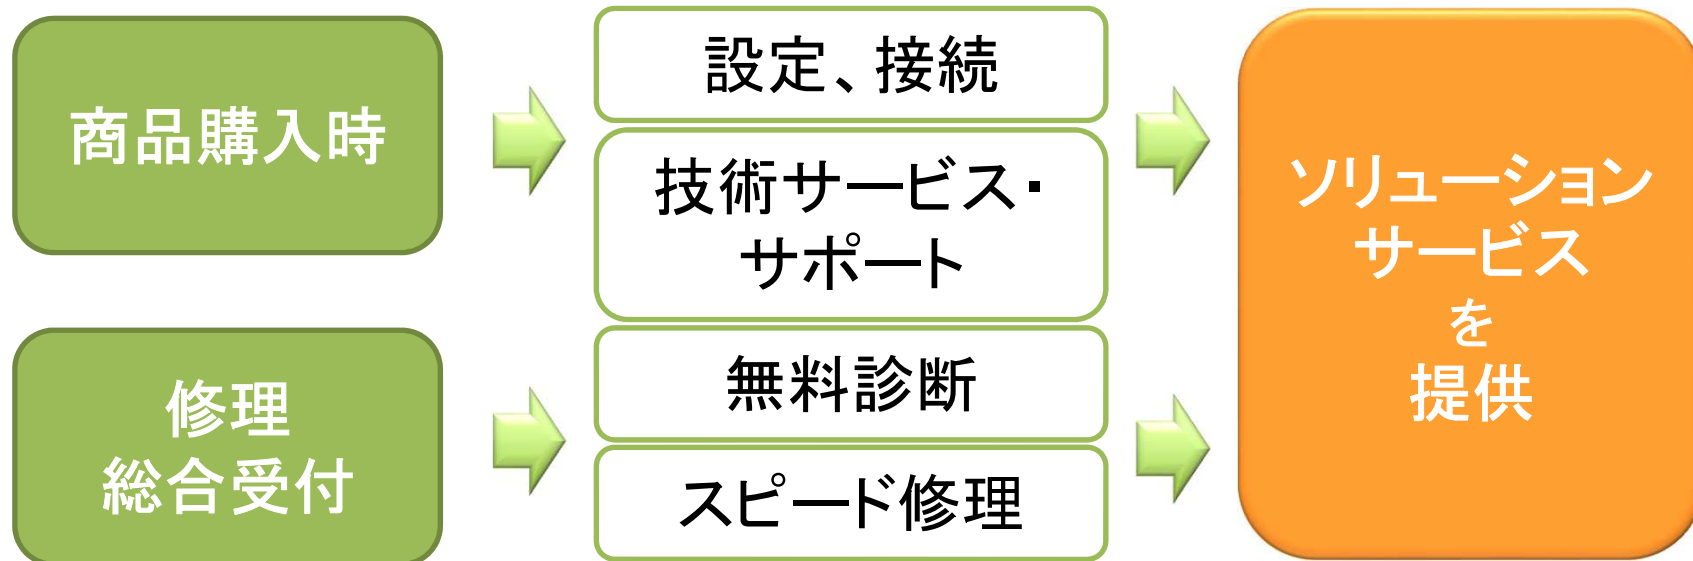 商品購入時
設定、接続
技術サービス・
サポート
修理
総合受付
無料診断
スピード修理
ソリューション
サービス
を
提供